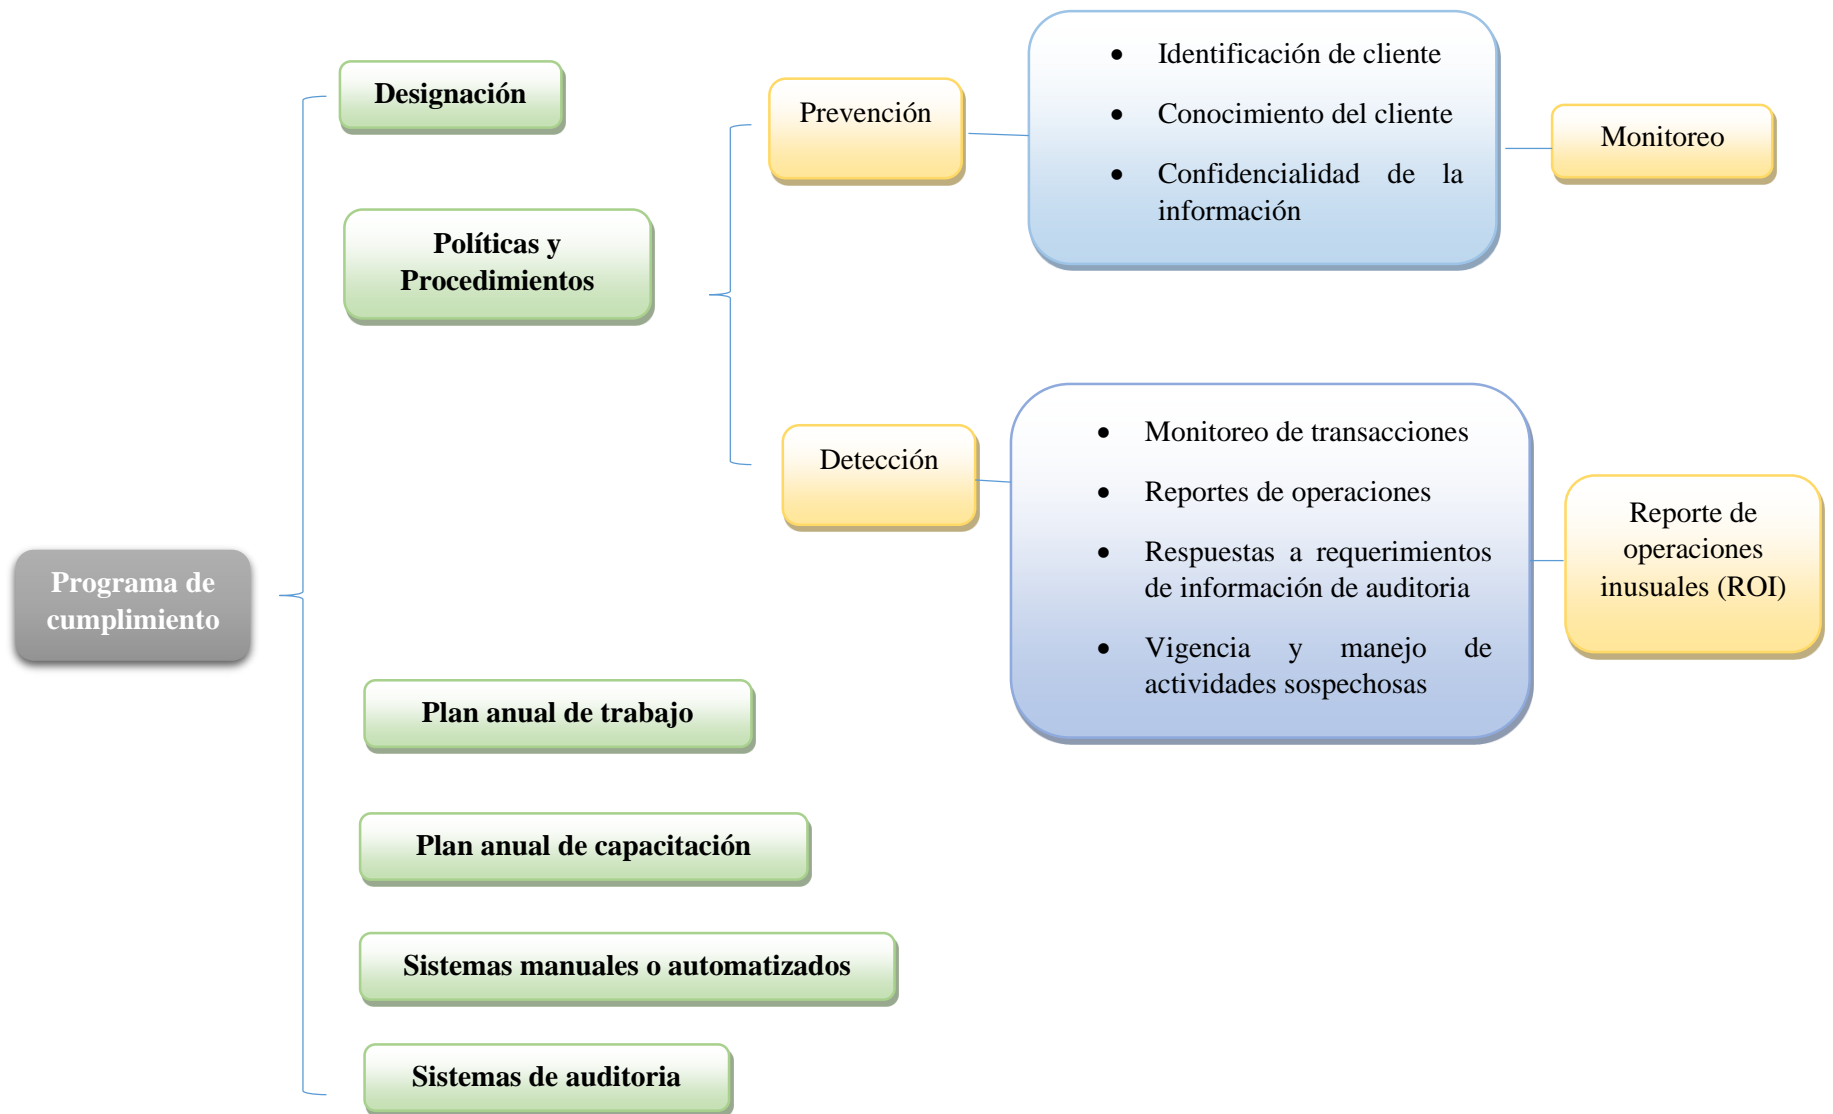 Designación
Políticas y
Procedimientos
Prevención
• Identificación de cliente
• Conocimiento del cliente
• Confidencialidad de la
información
Monitoreo
Detección
• Monitoreo de transacciones
• Reportes de operaciones
• Respuestas a requerimientos
de información de auditoria
• Vigencia y manejo de
actividades sospechosas
Reporte de
operaciones
inusuales (ROI)
Programa de
cumplimiento
Plan anual de trabajo
Plan anual de capacitación
Sistemas manuales o automatizados
Sistemas de auditoria